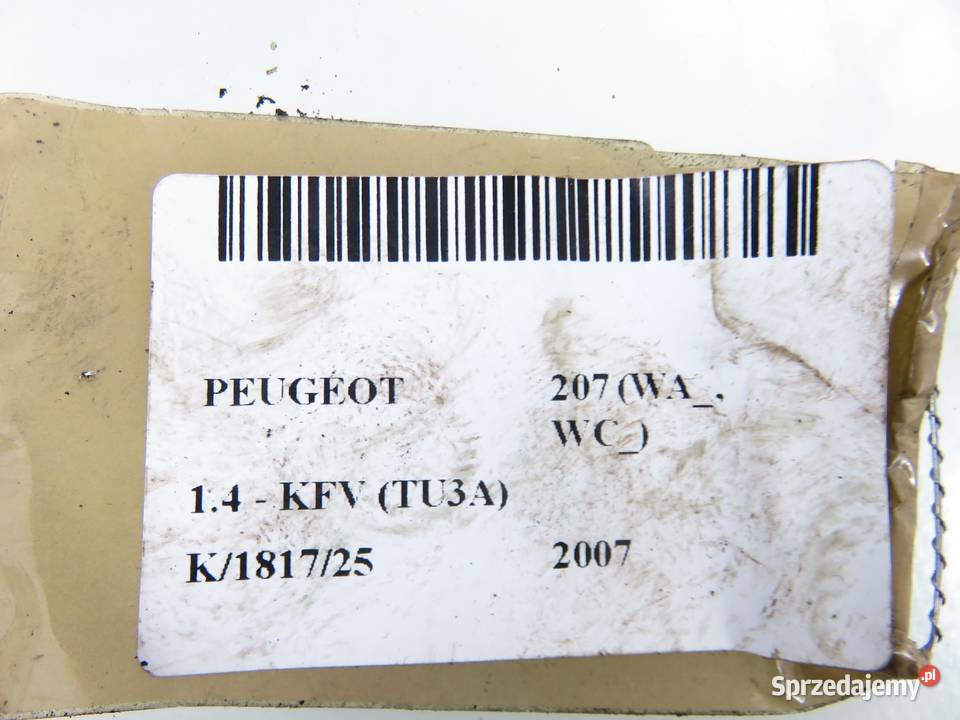 PEUGEOT 207 (WA_,
WC_)
1.4 - KFV (TU3A)
K/1817/25 2007
Sprzedajemy.pl